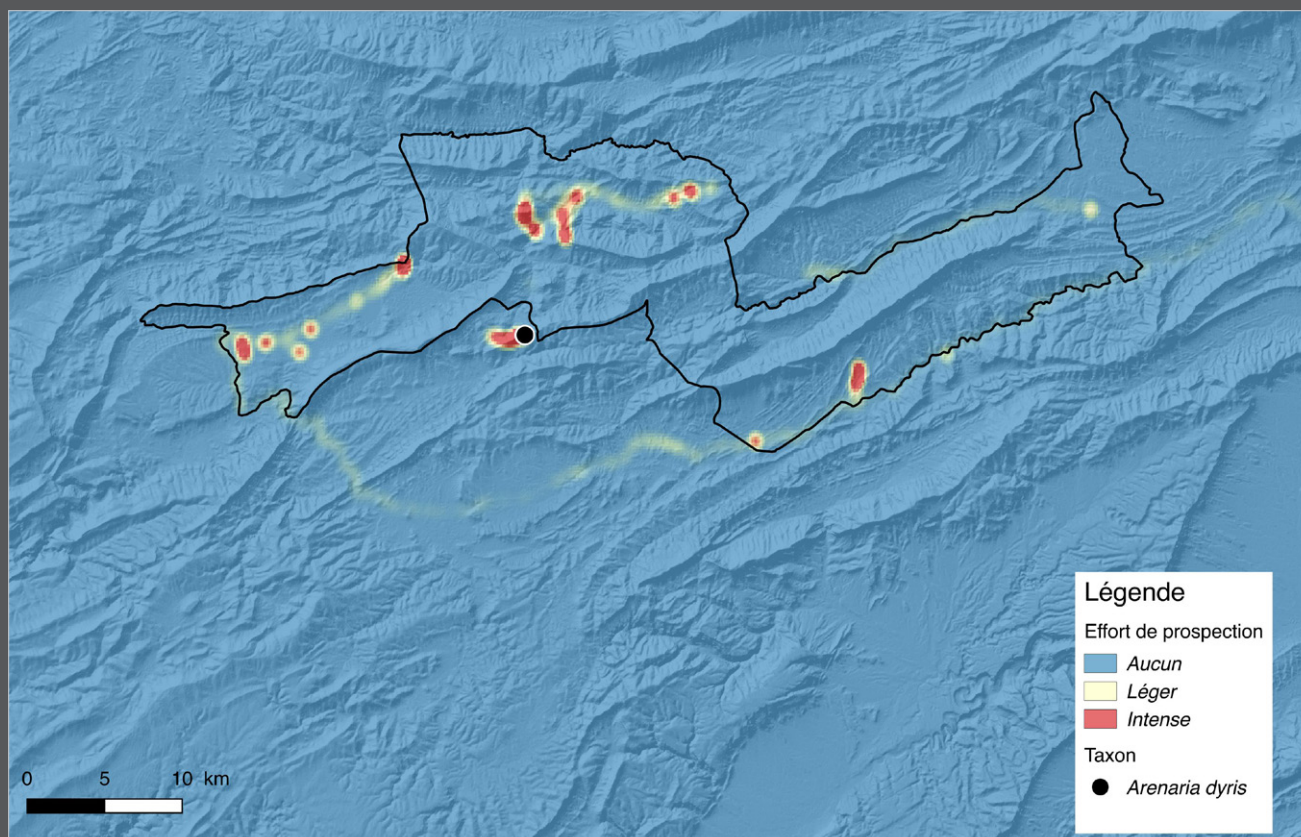 Légende
Effort de prospection
Aucun
Léger
Intense
Taxon
Arenaria dyris
0 5 10 km